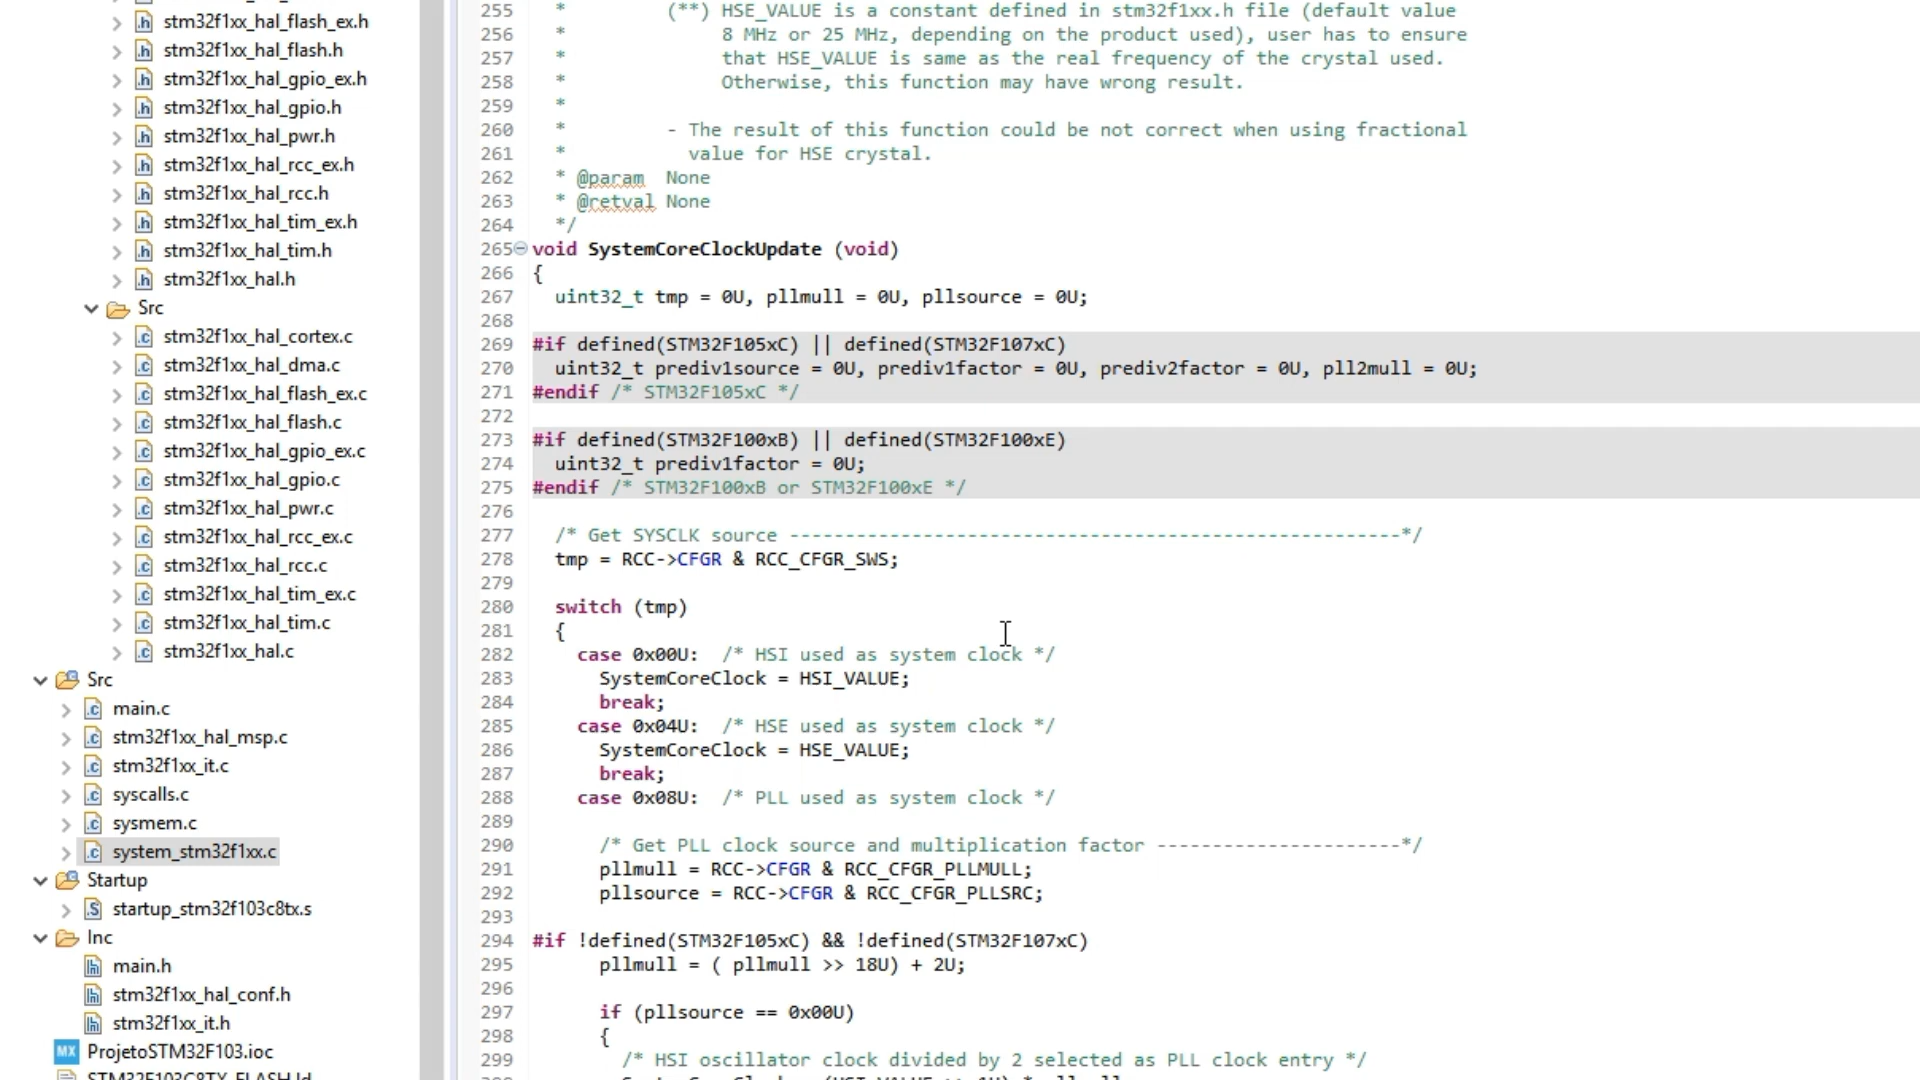 stm32f1xx_hal_flash_ex.h
stm32f1xx_hal_flash.h
stm32f1xx_hal_gpio_ex.h
stm32f1xx_hal_gpio.h
stm32f1xx_hal_pwr.h
stm32f1xx_hal_rcc_ex.h
stm32f1xx_hal_rcc.h
stm32f1xx_hal_tim_ex.h
stm32f1xx_hal_tim.h
stm32f1xx_hal.h
Src
stm32f1xx_hal_cortex.c
stm32f1xx_hal_dma.c
stm32f1xx_hal_flash_ex.c
stm32f1xx_hal_flash.c
stm32f1xx_hal_gpio_ex.c
stm32f1xx_hal_gpio.c
stm32f1xx_hal_pwr.c
stm32f1xx_hal_rcc_ex.c
stm32f1xx_hal_rcc.c
stm32f1xx_hal_tim_ex.c
stm32f1xx_hal_tim.c
stm32f1xx_hal.c
Src
main.c
stm32f1xx_hal_msp.c
stm32f1xx_it.c
syscalls.c
sysmem.c
system_stm32f1xx.c
Startup
startup_stm32f103c8tx.s
Inc
main.h
stm32f1xx_hal_conf.h
stm32f1xx_it.h
MX ProjetoSTM32F103.ioc
STM32F103C8TX_FLASH.ld
255 * (**) HSE_VALUE is a constant defined in stm32f1xx.h file (default value
256 * 8 MHz or 25 MHz, depending on the product used), user has to ensure
257 * that HSE_VALUE is same as the real frequency of the crystal used.
258 * Otherwise, this function may have wrong result.
259 *
260 * - The result of this function could be not correct when using fractional
261 * value for HSE crystal.
262 * @param None
263 * @retval None
264 */
265 void SystemCoreClockUpdate (void)
266 {
267 uint32_t tmp = 0U, pllmull = 0U, pllsource = 0U;
268
269 #if defined(STM32F105xC) || defined(STM32F107xC)
270 uint32_t prediv1source = 0U, prediv1factor = 0U, prediv2factor = 0U, pll2mull = 0U;
271 #endif /* STM32F105xC */
272
273 #if defined(STM32F100xB) || defined(STM32F100xE)
274 uint32_t prediv1factor = 0U;
275 #endif /* STM32F100xB or STM32F100xE */
276
277 /* Get SYSCLK source -------------------------------------------------------*/
278 tmp = RCC->CFGR & RCC_CFGR_SWS;
279
280 switch (tmp)
281 {
282 case 0x00U: /* HSI used as system clock */
283 SystemCoreClock = HSI_VALUE;
284 break;
285 case 0x04U: /* HSE used as system clock */
286 SystemCoreClock = HSE_VALUE;
287 break;
288 case 0x08U: /* PLL used as system clock */
289
290 /* Get PLL clock source and multiplication factor ----------------------*/
291 pllmull = RCC->CFGR & RCC_CFGR_PLLMULL;
292 pllsource = RCC->CFGR & RCC_CFGR_PLLSRC;
293
294 #if !defined(STM32F105xC) && !defined(STM32F107xC)
295 pllmull = ( pllmull >> 18U) + 2U;
296
297 if (pllsource == 0x00U)
298 {
299 /* HSI oscillator clock divided by 2 selected as PLL clock entry */